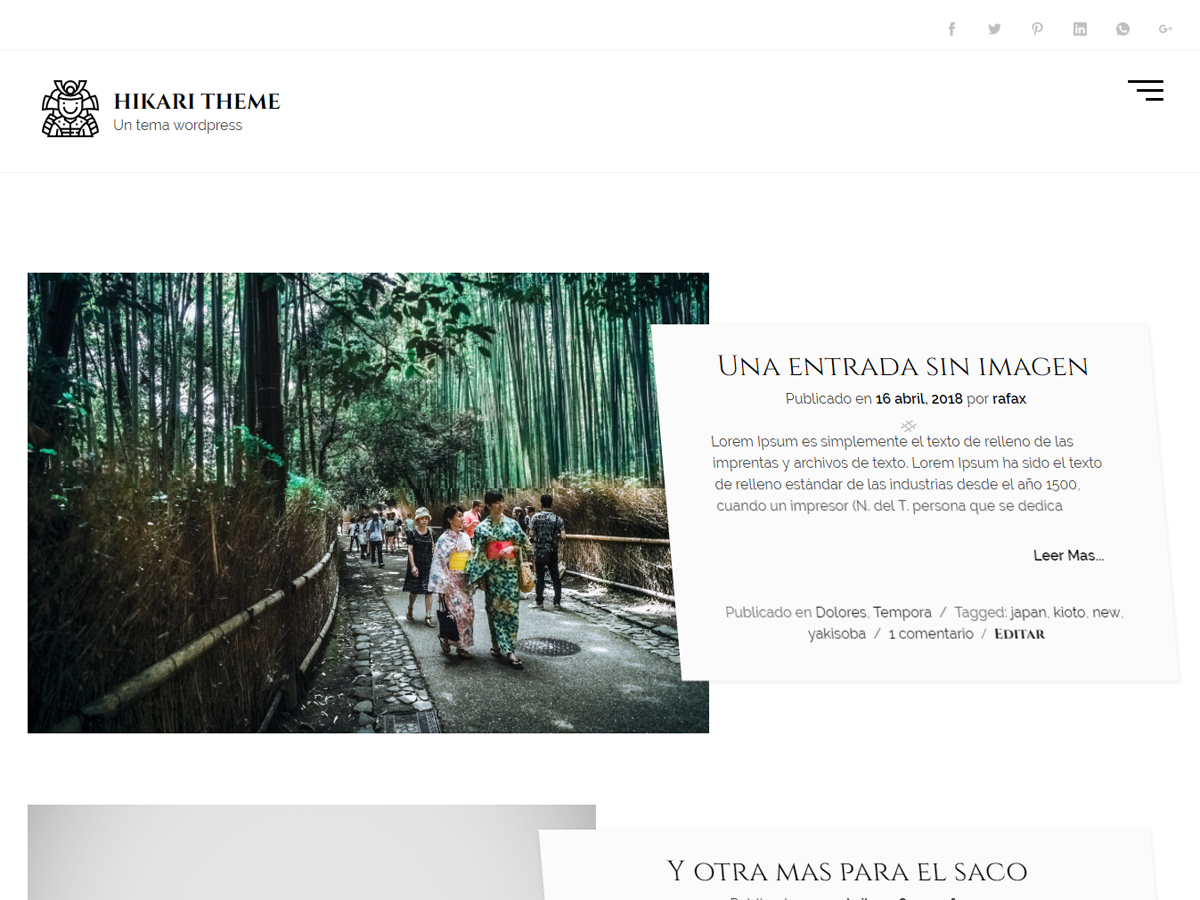 HIKARI THEME
Un tema wordpress
Una entrada sin imagen
Publicado en 16 abril, 2018 por rafax
Lorem Ipsum es simplemente el texto de relleno de las
imprentas y archivos de texto. Lorem Ipsum ha sido el texto
de relleno estándar de las industrias desde el año 1500,
cuando un impresor (N. del T. persona que se dedica
Leer Mas...
Publicado en Dolores, Tempora / Tagged: japan, kioto, new,
yakisoba / 1 comentario / Editar
Y otra mas para el saco